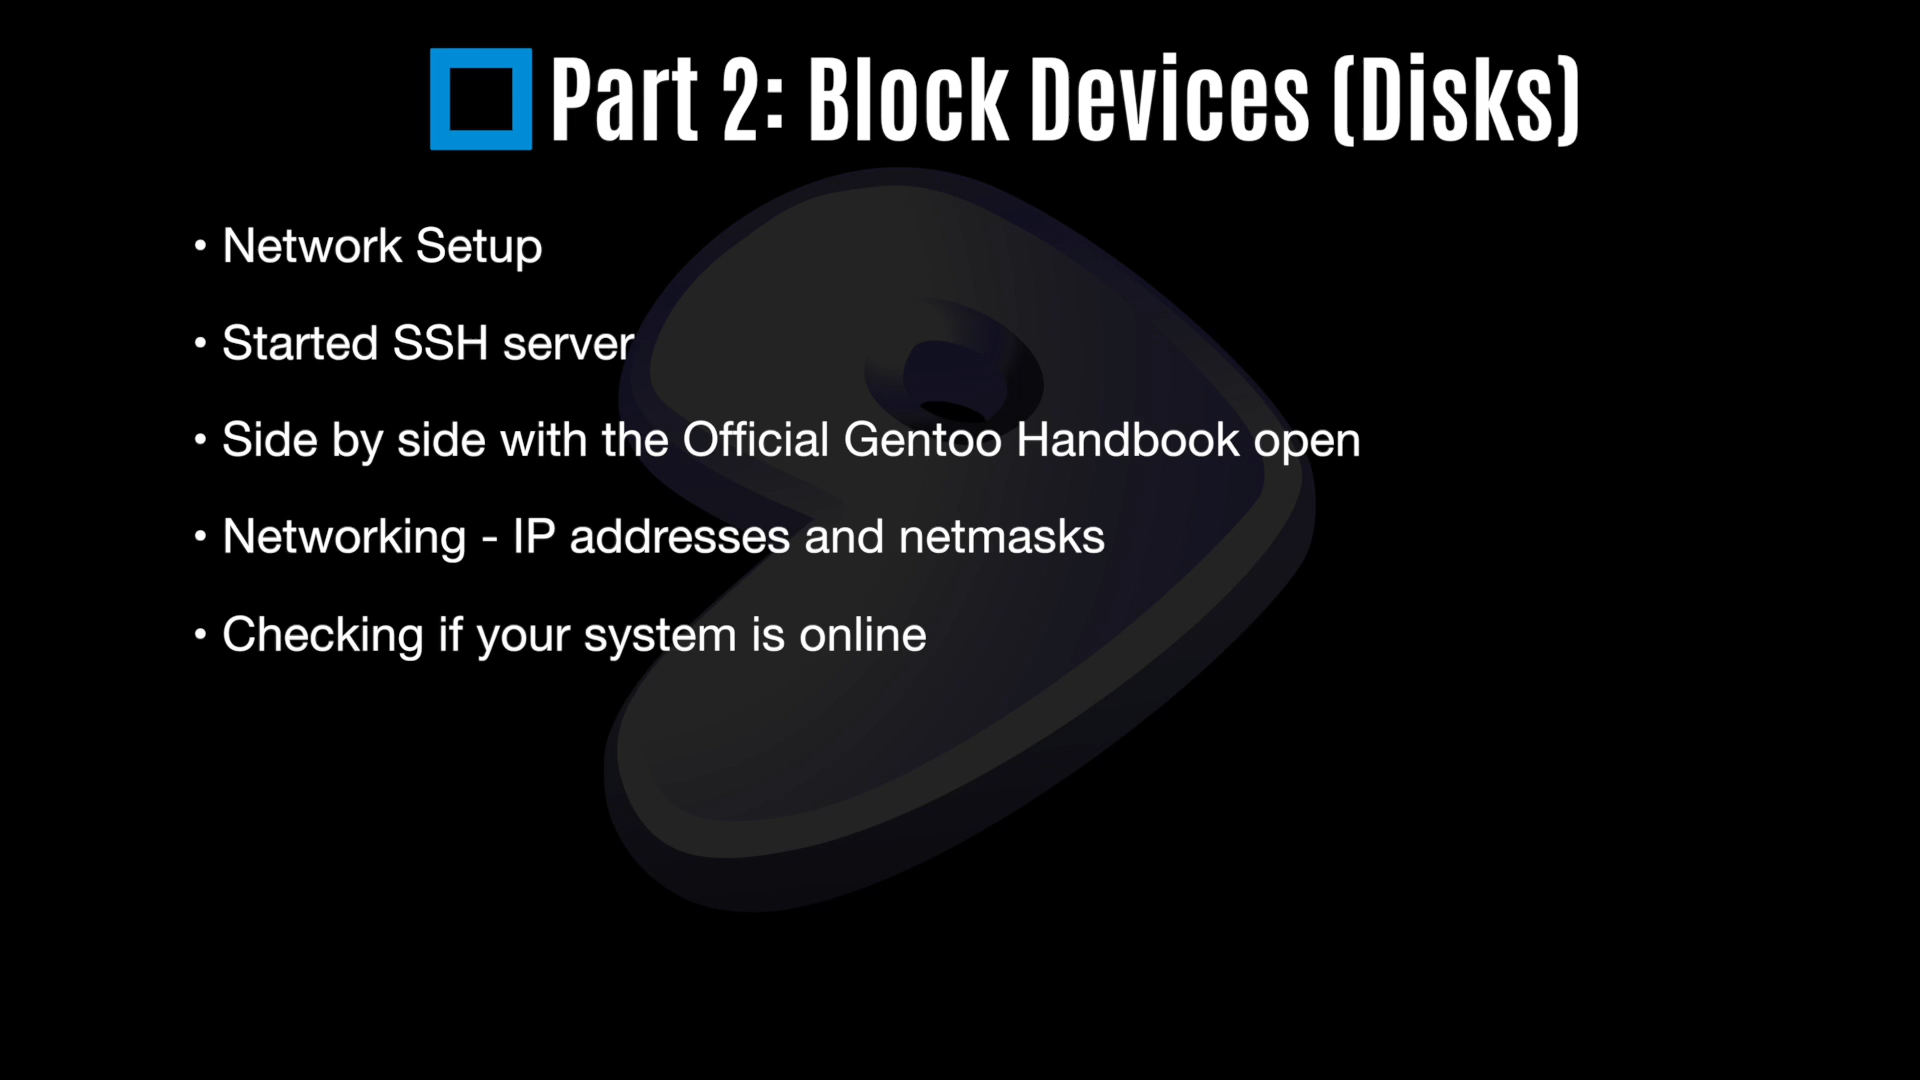 Part 2: Block Devices (Disks)
• Network Setup
• Started SSH server
• Side by side with the Official Gentoo Handbook open
• Networking - IP addresses and netmasks
• Checking if your system is online